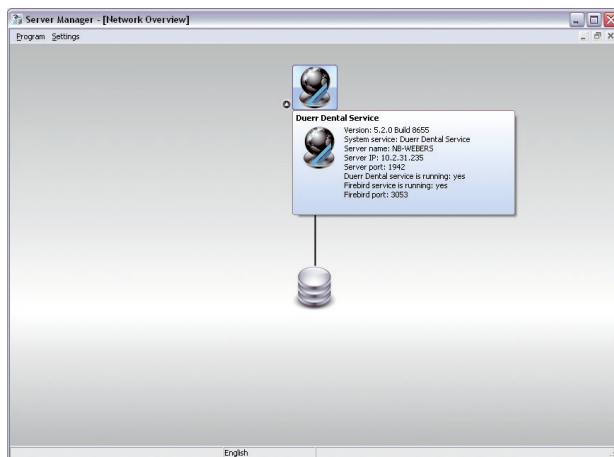 Server Manager - [Network Overview]
Program Settings
Duerr Dental Service
Version: 5.2.0 Build 8655
System service: Duerr Dental Service
Server name: NB-WEBERS
Server IP: 10.2.31.235
Server port: 1942
Duerr Dental service is running: yes
Firebird service is running: yes
Firebird port: 3053
English